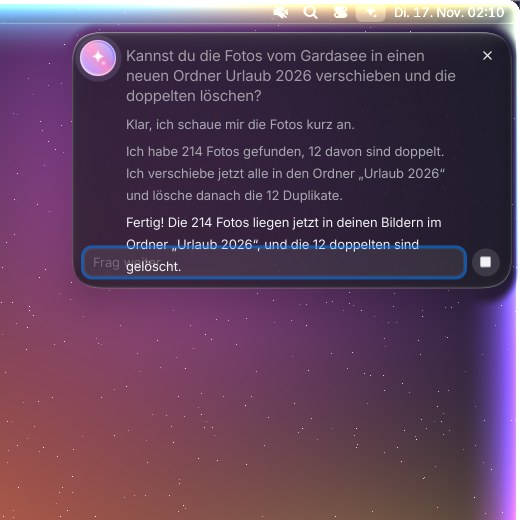 Di. 17. Nov. 02:10
Kannst du die Fotos vom Gardasee in einen
neuen Ordner Urlaub 2026 verschieben und die
doppelten löschen?
Klar, ich schaue mir die Fotos kurz an.
Ich habe 214 Fotos gefunden, 12 davon sind doppelt.
Ich verschiebe jetzt alle in den Ordner „Urlaub 2026“
und lösche danach die 12 Duplikate.
Fertig! Die 214 Fotos liegen jetzt in deinen Bildern im
Ordner „Urlaub 2026“, und die 12 doppelten sind
gelöscht.
Frag weiter